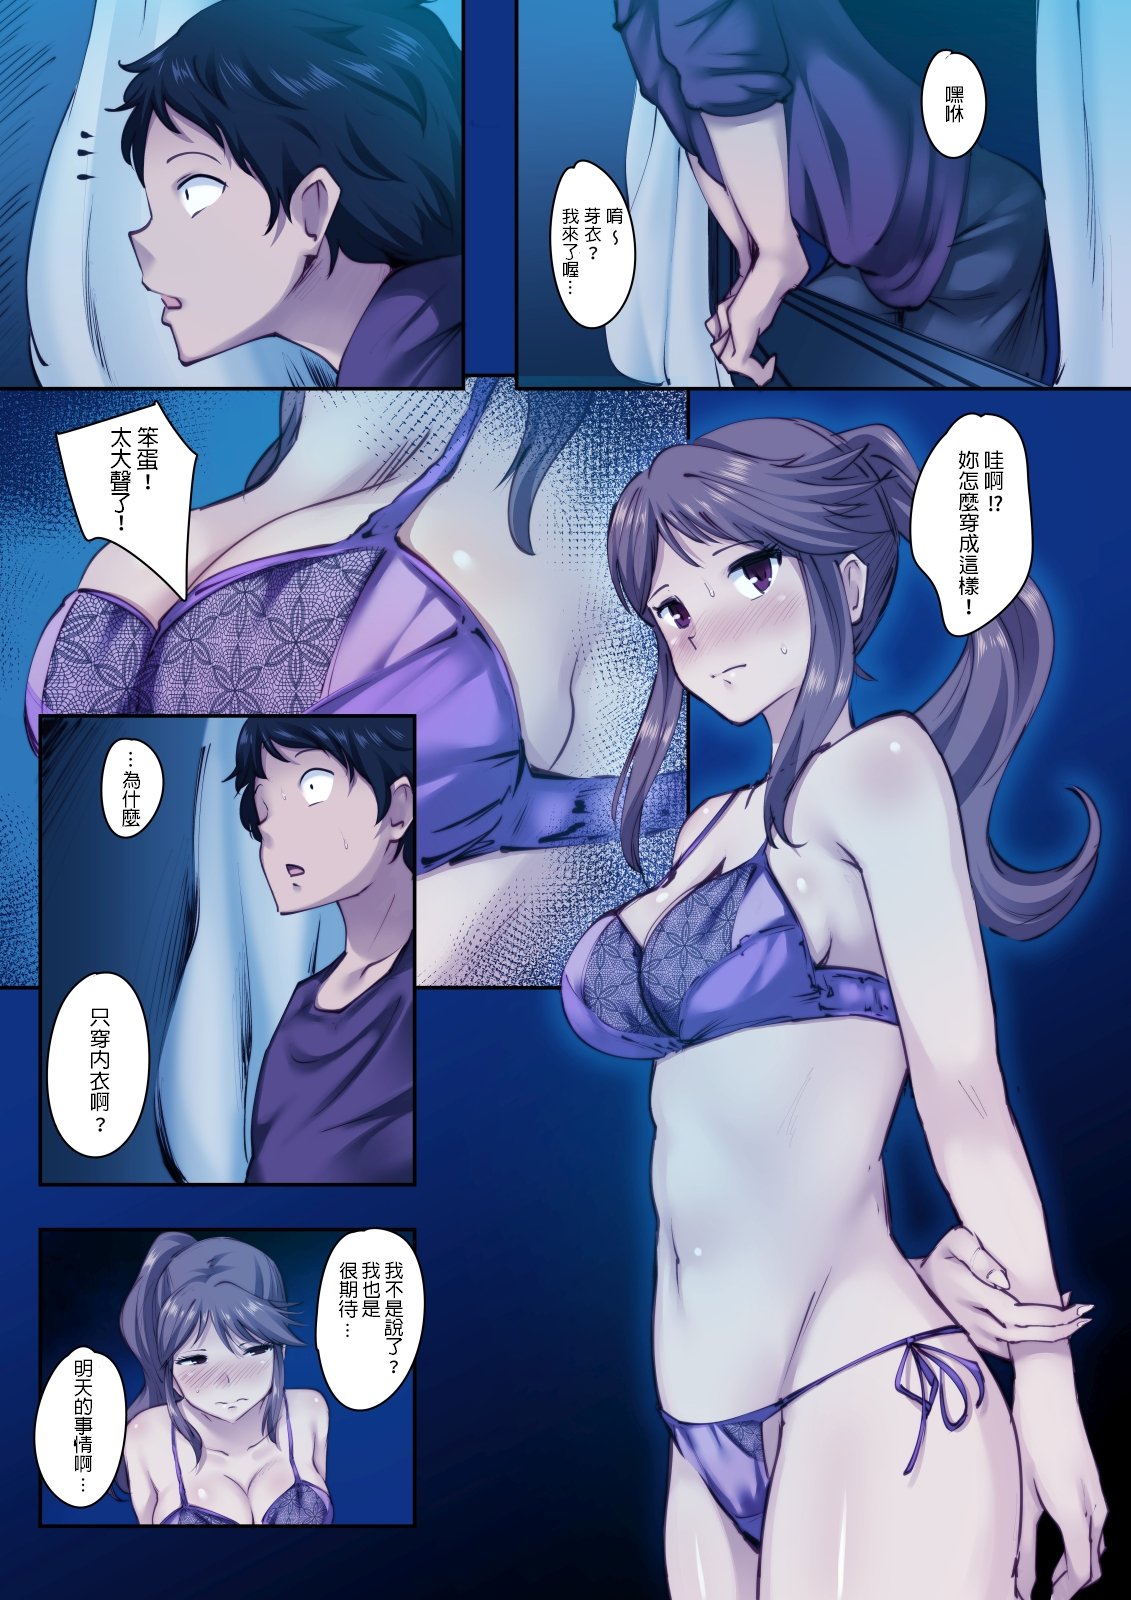 嘿咻
唷～
芽衣？
我來了喔…
哇啊⁉
妳怎麼穿成這樣！
笨蛋！
太大聲了！
…為什麼
只穿內衣啊？
我不是說了？
我也是
很期待…
明天的事情啊…